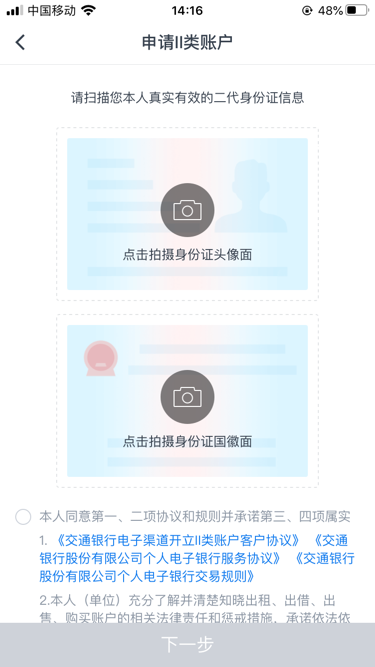 中国移动 14:16 48%
申请II类账户
请扫描您本人真实有效的二代身份证信息
点击拍摄身份证头像面
点击拍摄身份证国徽面
本人同意第一、二项协议和规则并承诺第三、四项属实
1. 《交通银行电子渠道开立II类账户客户协议》 《交通
银行股份有限公司个人电子银行服务协议》 《交通银行
股份有限公司个人电子银行交易规则》
2.本人（单位）充分了解并清楚知晓出租、出借、出
售、购买账户的相关法律责任和惩戒措施，承诺依法依
下一步